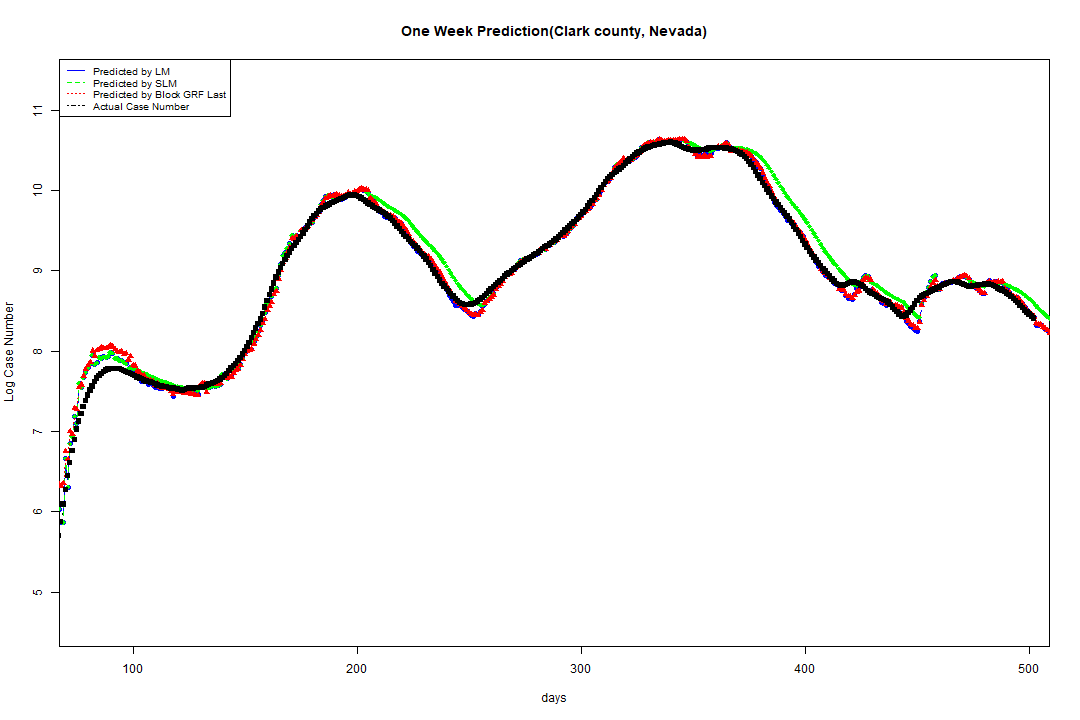 One Week Prediction(Clark county, Nevada)
Predicted by LM
Predicted by SLM
Predicted by Block GRF Last
Actual Case Number
11
10
9
8
7
6
5
Log Case Number
100 200 300 400 500
days